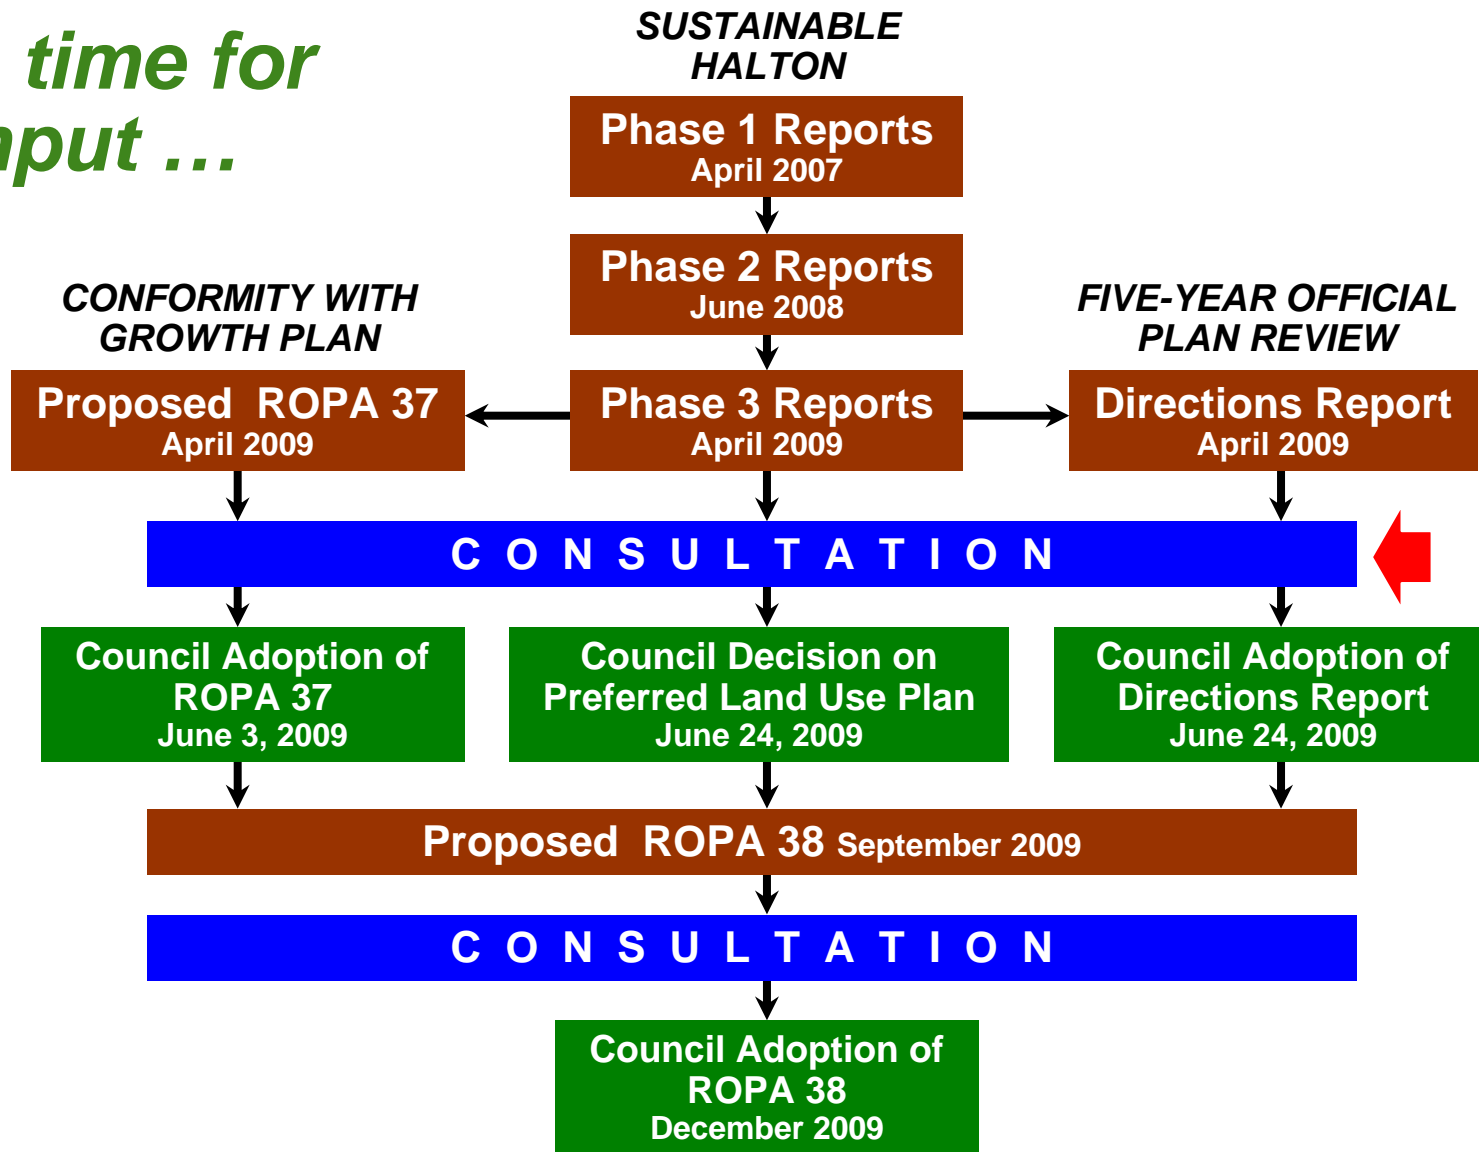 time for
nput …
SUSTAINABLE
HALTON
Phase 1 Reports
April 2007
Phase 2 Reports
June 2008
CONFORMITY WITH
GROWTH PLAN
FIVE-YEAR OFFICIAL
PLAN REVIEW
Proposed ROPA 37
April 2009
Phase 3 Reports
April 2009
Directions Report
April 2009
C O N S U L T A T I O N
Council Adoption of
ROPA 37
June 3, 2009
Council Decision on
Preferred Land Use Plan
June 24, 2009
Council Adoption of
Directions Report
June 24, 2009
Proposed ROPA 38 September 2009
C O N S U L T A T I O N
Council Adoption of
ROPA 38
December 2009